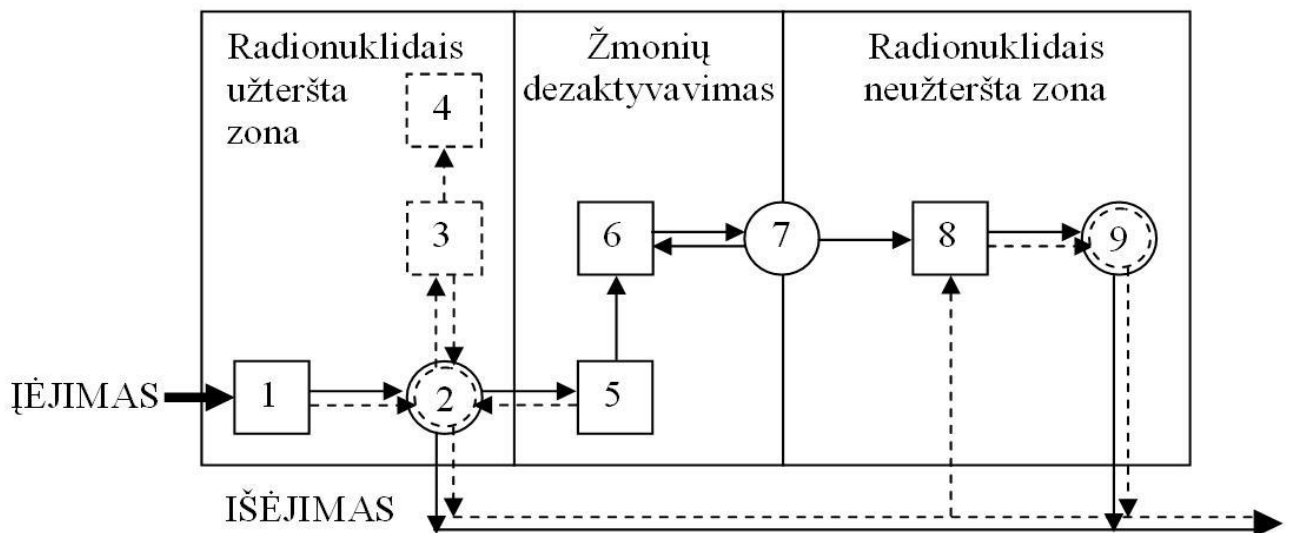 Radionuklidais
užteršta
zona
Žmonių
dezaktyvavimas
Radionuklidais
neužteršta zona
4
3
6
7
8
9
ĮĖJIMAS
1
2
5
IŠĖJIMAS